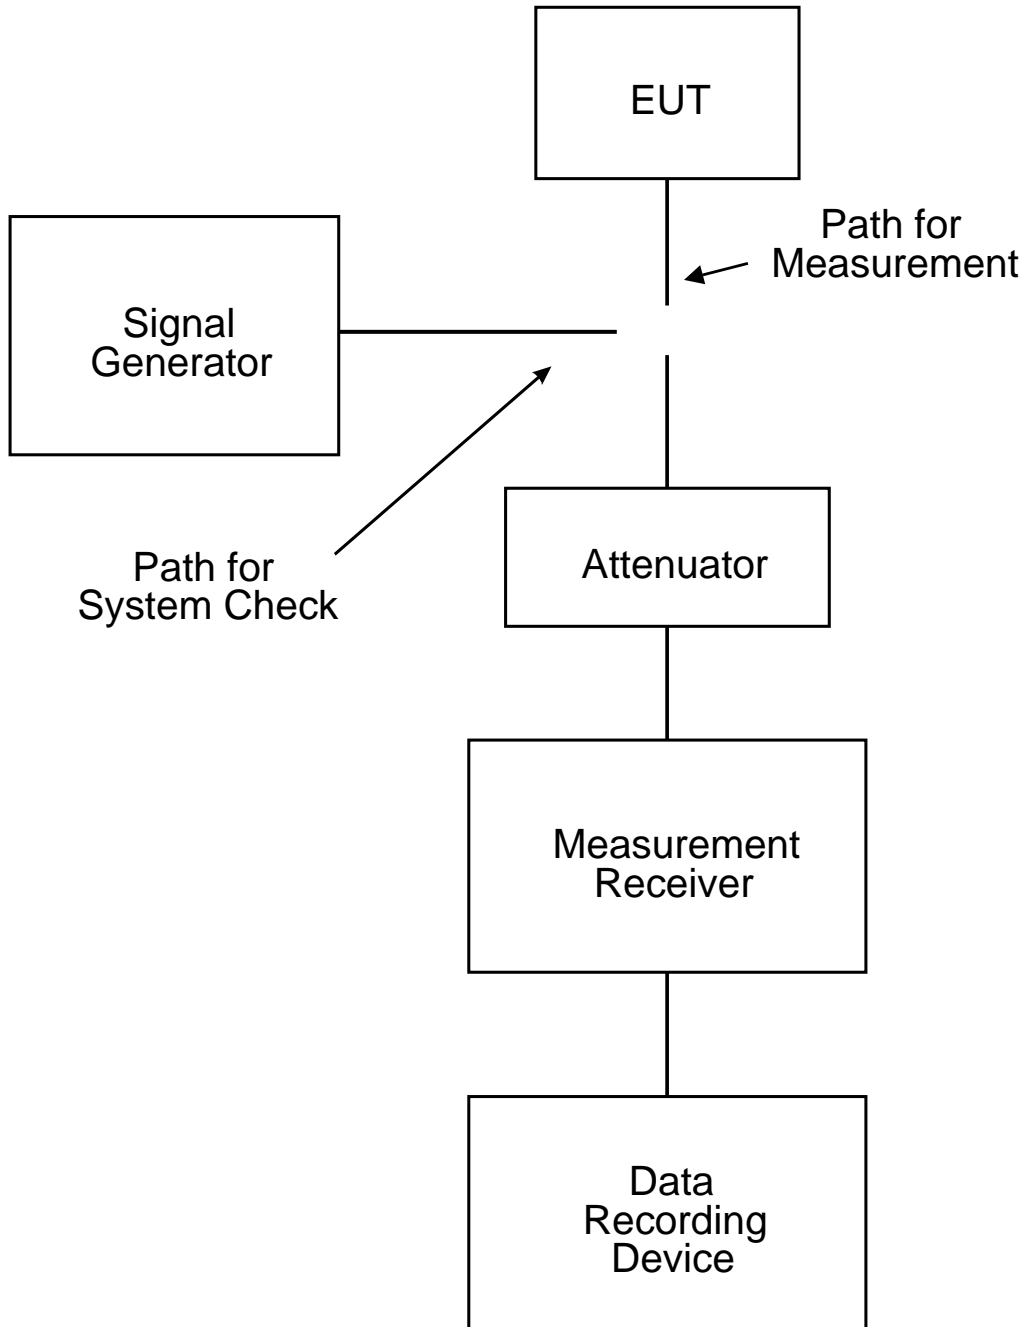 EUT
Path for
Measurement
Signal
Generator
Path for
System Check
Attenuator
Measurement
Receiver
Data
Recording
Device